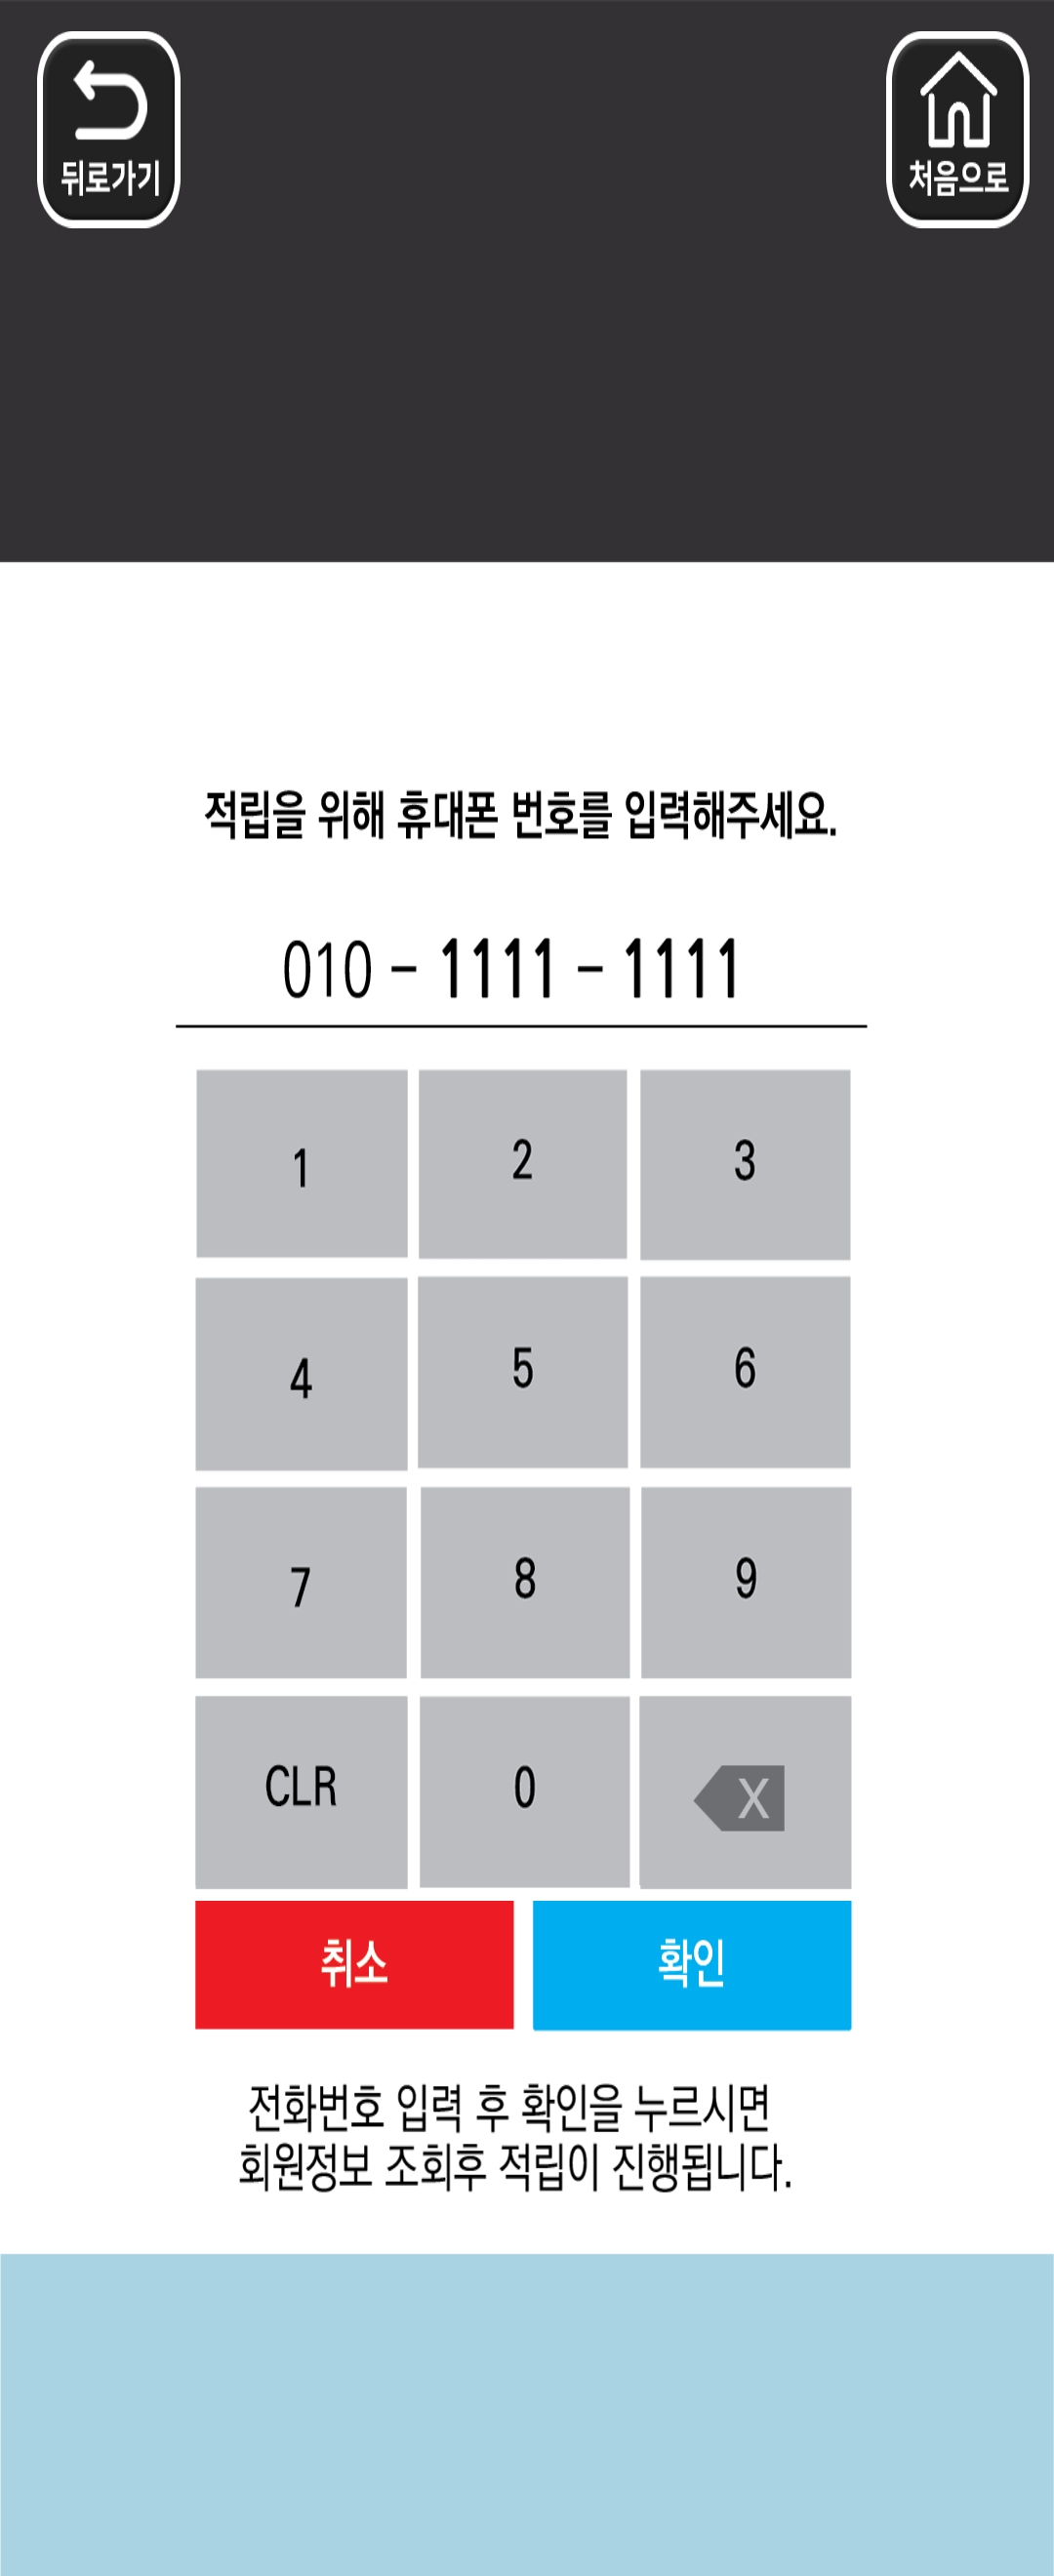 뒤로가기
처음으로
적립을 위해 휴대폰 번호를 입력해주세요.
010 - 1111 - 1111
1 2 3
4 5 6
7 8 9
CLR 0 X
취소 확인
전화번호 입력 후 확인을 누르시면
회원정보 조회후 적립이 진행됩니다.